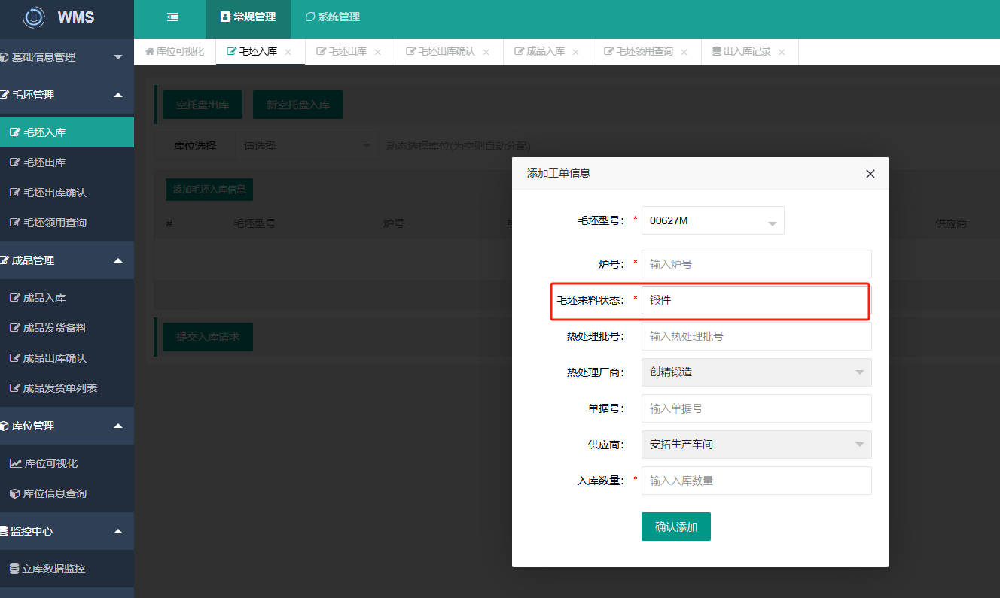 WMS
常规管理
系统管理
基础信息管理
毛坯管理
毛坯入库
毛坯出库
毛坯出库确认
毛坯领用查询
成品管理
成品入库
成品发货备料
成品出库确认
成品发货单列表
库位管理
库位可视化
库位信息查询
监控中心
立库数据监控
库位可视化
毛坯入库
毛坯出库
毛坯出库确认
成品入库
毛坯领用查询
出入库记录
空托盘出库
新空托盘入库
库位选择
请选择
动态选择库位(为空则自动分配)
添加毛坯入库信息
#
毛坯型号
炉号
供应商
提交入库请求
添加工单信息
毛坯型号： * 00627M
炉号： * 输入炉号
毛坯来料状态： * 锻件
热处理批号： 输入热处理批号
热处理厂商： 创精锻造
单据号： 输入单据号
供应商： 安拓生产车间
入库数量： * 输入入库数量
确认添加